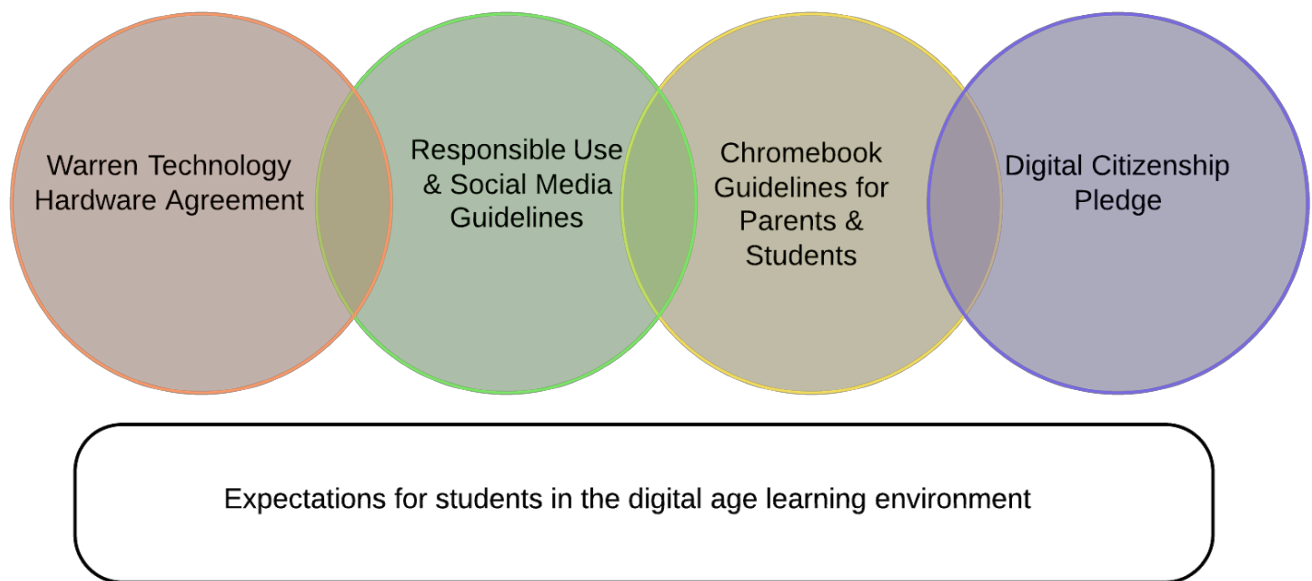 Warren Technology
Hardware Agreement
Responsible Use
& Social Media
Guidelines
Chromebook
Guidelines for
Parents &
Students
Digital Citizenship
Pledge
Expectations for students in the digital age learning environment